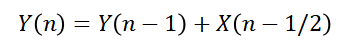 Y(n) = Y(n − 1) + X(n − 1/2)